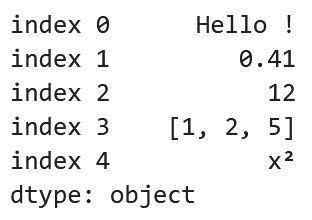 index 0      Hello !
index 1         0.41
index 2           12
index 3    [1, 2, 5]
index 4           x²
dtype: object